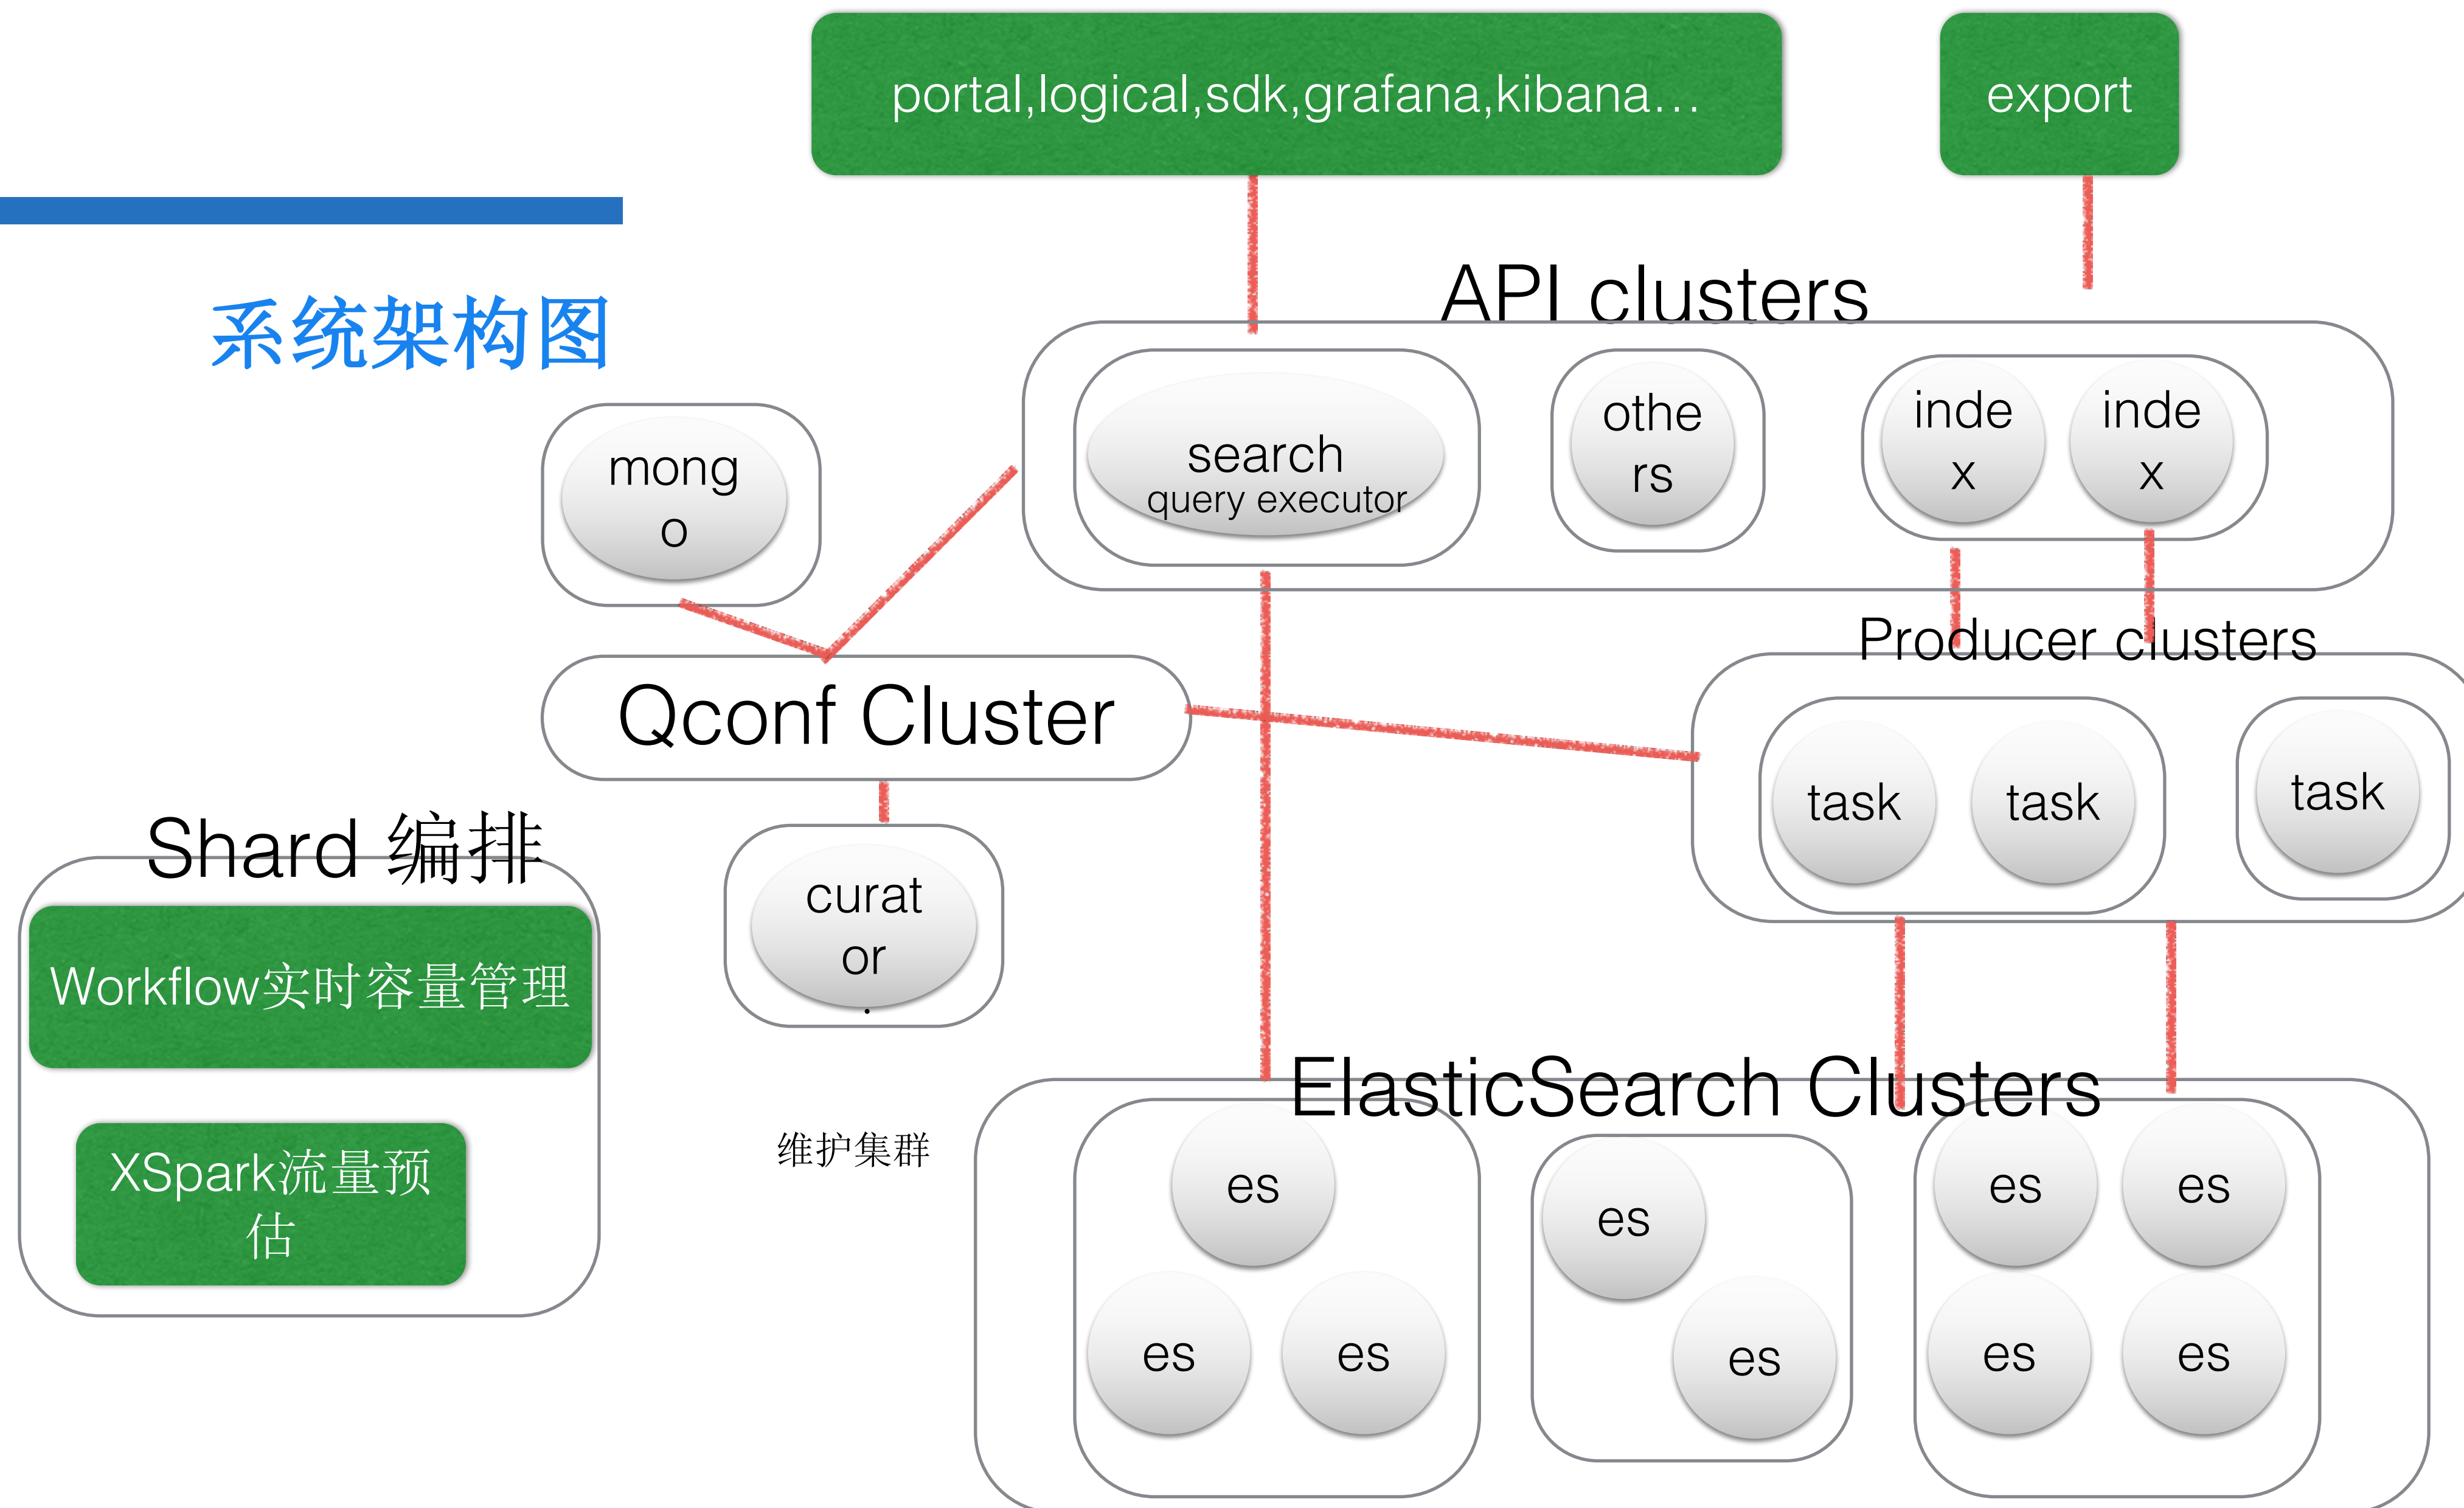 portal,logical,sdk,grafana,kibana...
export
系统架构图
API clusters
mong
o
search
query executor
othe
rs
inde
x
inde
x
Producer clusters
Qconf Cluster
task
task
task
Shard 编排
curat
or
.
Workflow实时容量管理
ElasticSearch Clusters
维护集群
XSpark流量预
估
es
es
es
es
es
es
es
es
es